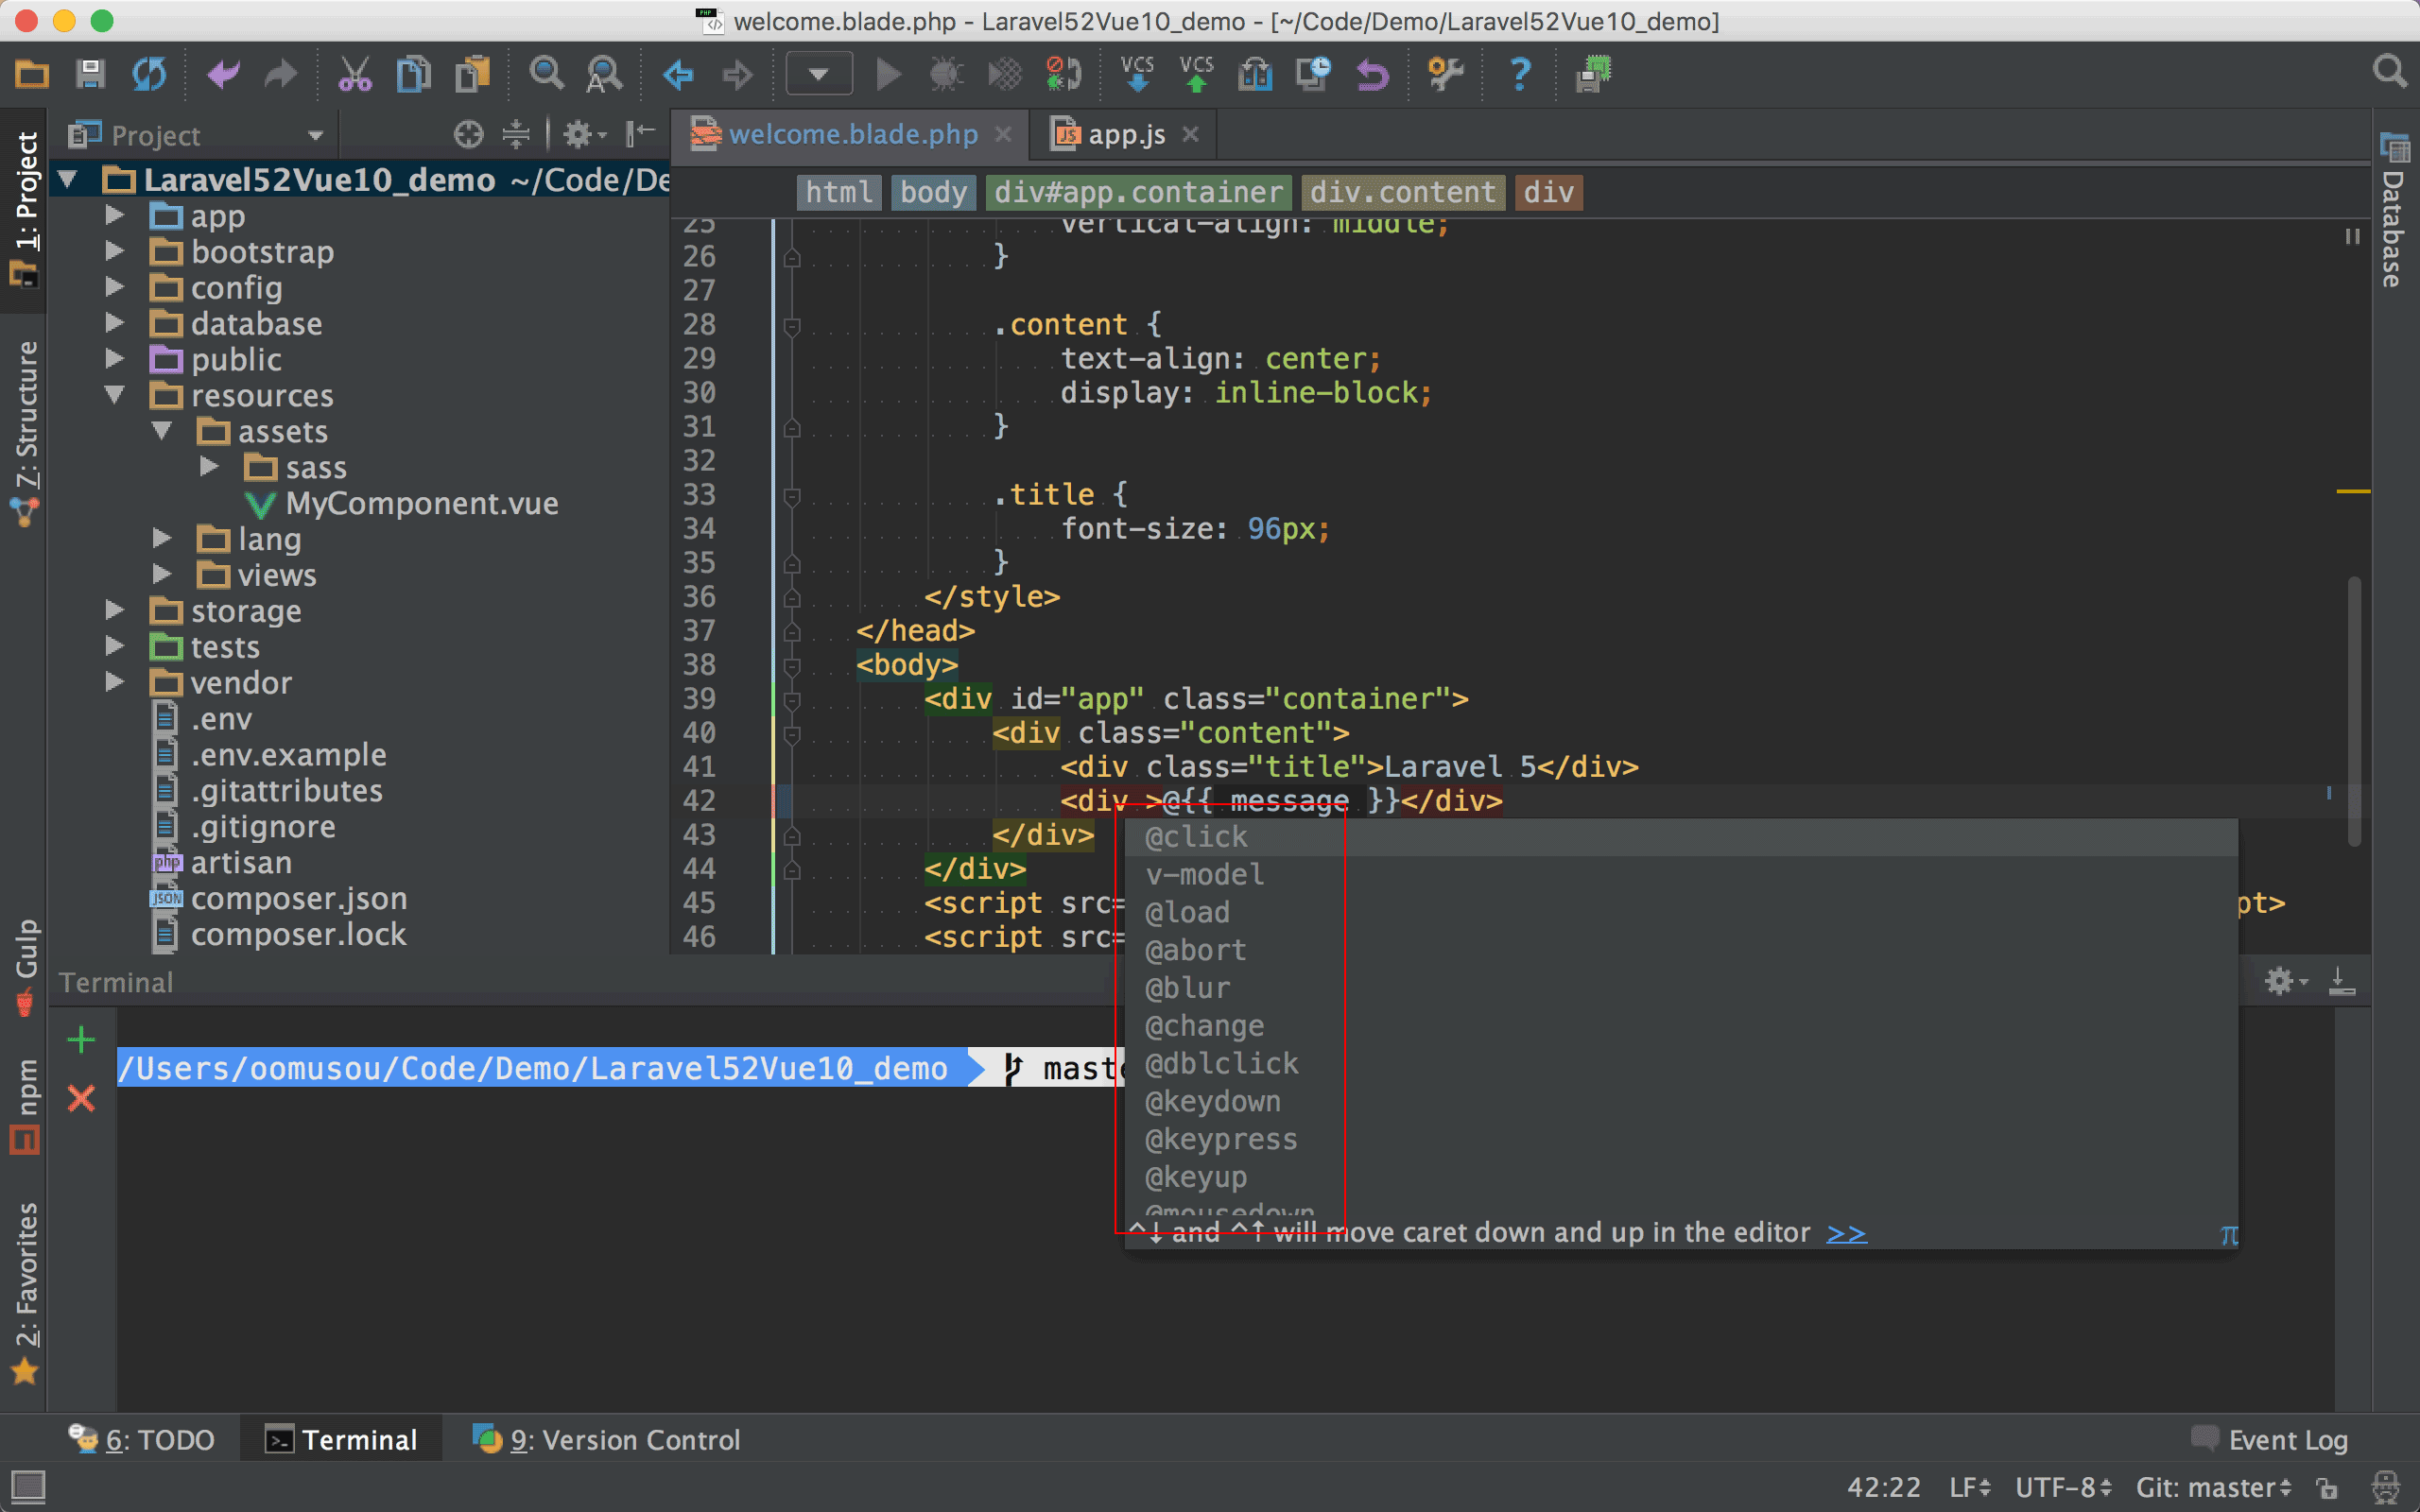 welcome.blade.php - Laravel52Vue10_demo - [~/Code/Demo/Laravel52Vue10_demo]
VCS VCS
1: Project
7: Structure
Gulp
npm
2: Favorites
Project
Laravel52Vue10_demo ~/Code/De
app
bootstrap
config
database
public
resources
assets
sass
MyComponent.vue
lang
views
storage
tests
vendor
.env
.env.example
.gitattributes
.gitignore
artisan
composer.json
composer.lock
welcome.blade.php app.js
html body div#app.container div.content div
25 vertical-align: middle;
26 }
27
28 .content {
29 text-align: center;
30 display: inline-block;
31 }
32
33 .title {
34 font-size: 96px;
35 }
36 </style>
37 </head>
38 <body>
39 <div id="app" class="container">
40 <div class="content">
41 <div class="title">Laravel 5</div>
42 <div >@{{ message }}</div>
43 </div>
44 </div>
45 <script src= pt>
46 <script src=
@click
v-model
@load
@abort
@blur
@change
@dblclick
@keydown
@keypress
@keyup
@mousedown
^↓ and ^↑ will move caret down and up in the editor >>
π
Database
Terminal
/Users/oomusou/Code/Demo/Laravel52Vue10_demo maste
6: TODO Terminal 9: Version Control Event Log
42:22 LF UTF-8 Git: master